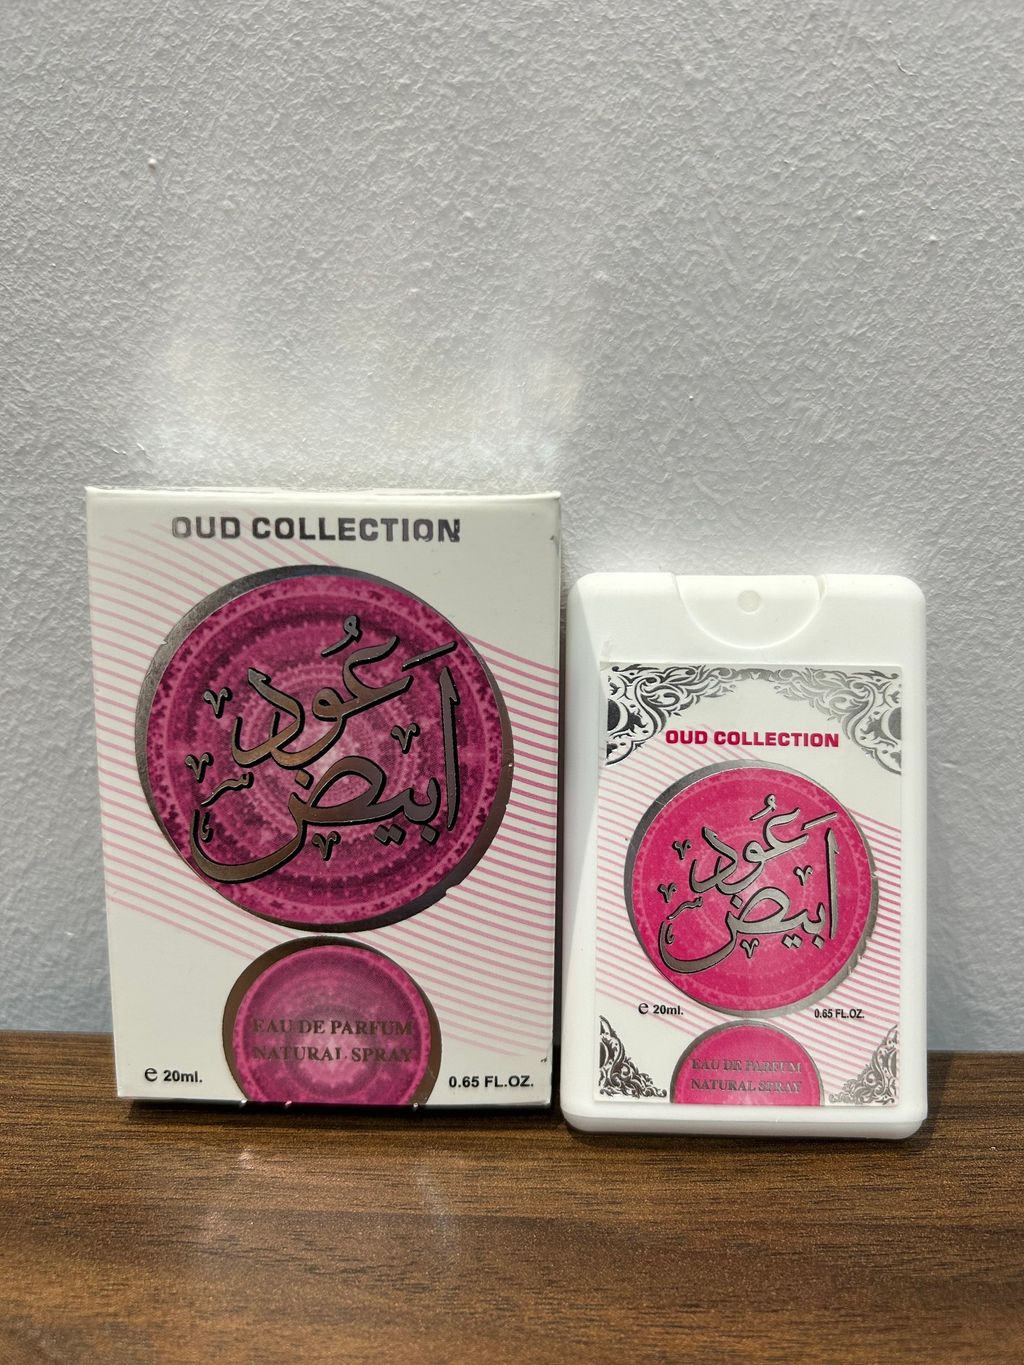 OUD COLLECTION
عُود
ابيض
EAU DE PARFUM
NATURAL SPRAY
e 20ml.
0.65 FL.OZ.
OUD COLLECTION
عُود
ابيض
e 20ml.
0.65 FL.OZ.
EAU DE PARFUM
NATURAL SPRAY